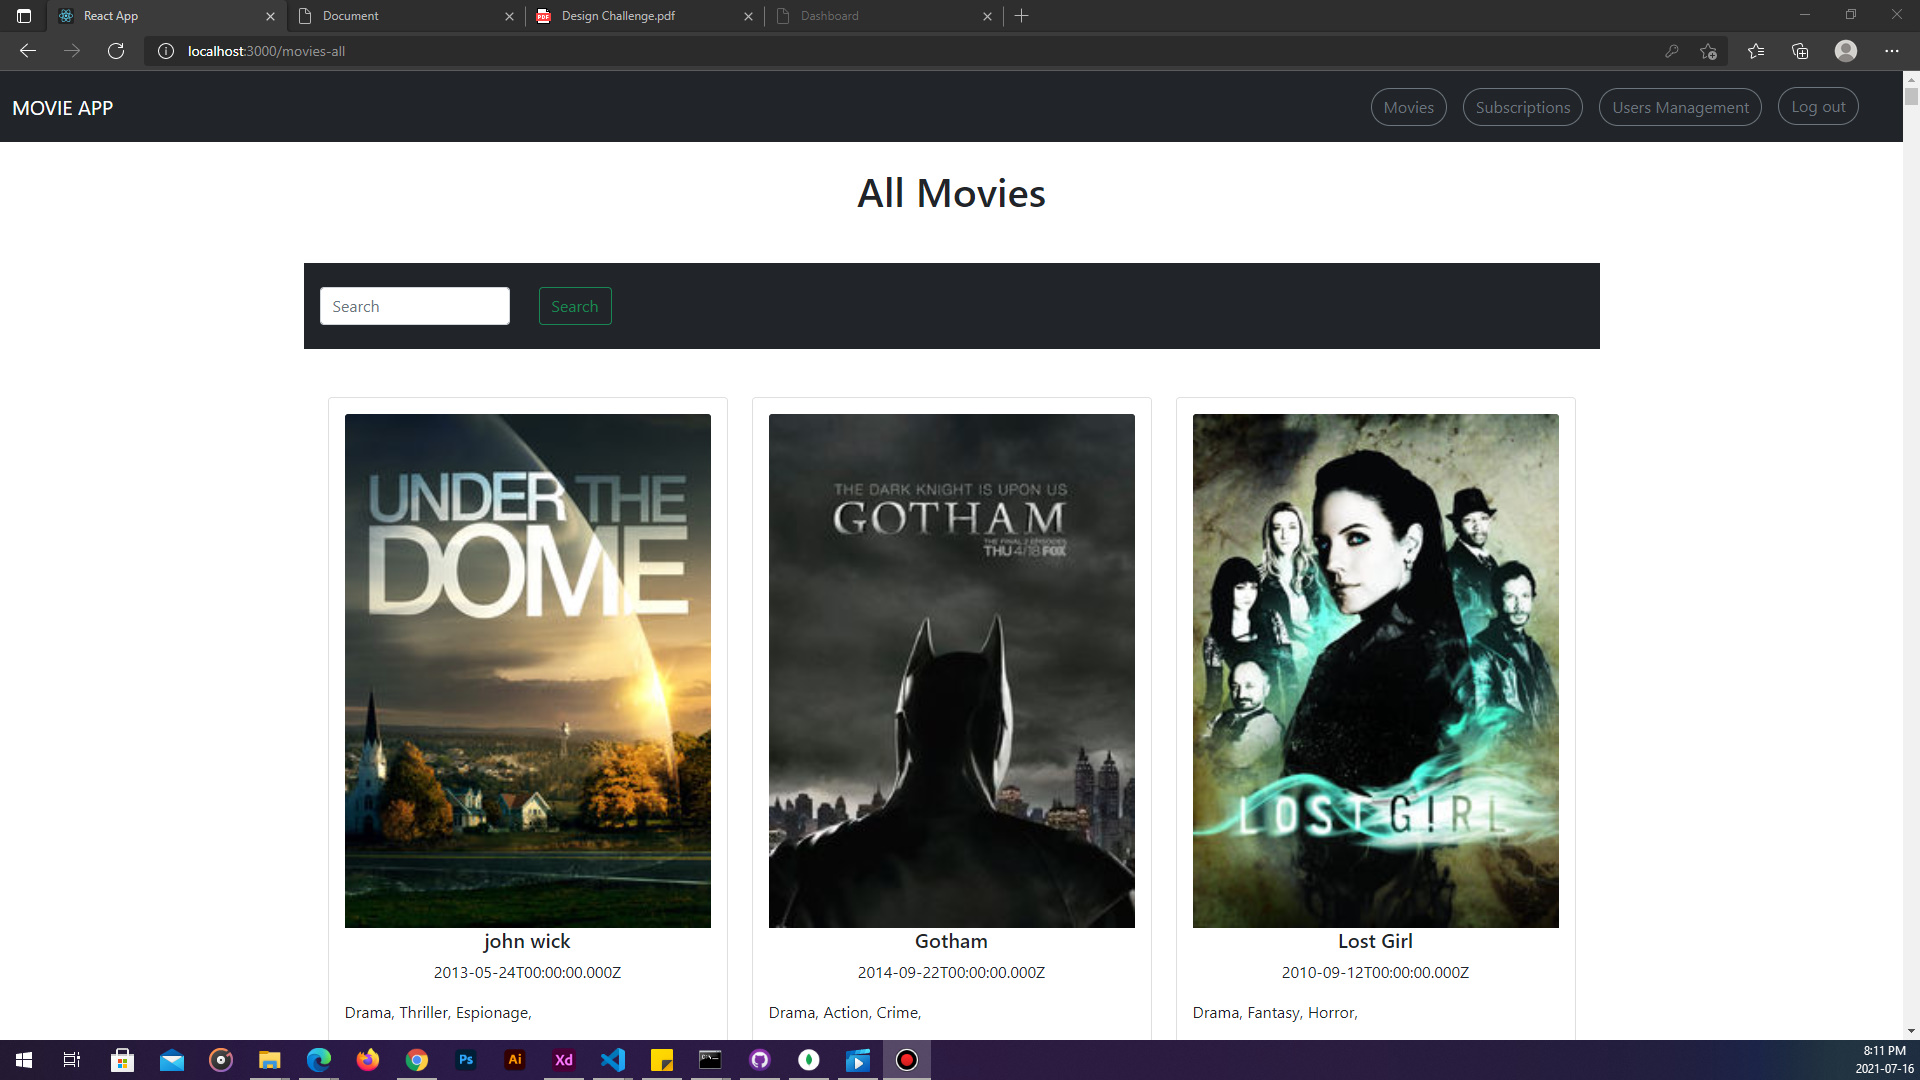 React App
Document
Design Challenge.pdf
Dashboard
localhost:3000/movies-all
MOVIE APP
Movies
Subscriptions
Users Management
Log out
All Movies
Search
Search
UNDER THE
DOME
THE DARK KNIGHT IS UPON US
GOTHAM
THE FINAL 2 EPISODES
THU 4/18 FOX
LOST GIRL
john wick
Gotham
Lost Girl
2013-05-24T00:00:00.000Z
2014-09-22T00:00:00.000Z
2010-09-12T00:00:00.000Z
Drama, Thriller, Espionage,
Drama, Action, Crime,
Drama, Fantasy, Horror,
Ps
Ai
Xd
8:11 PM
2021-07-16